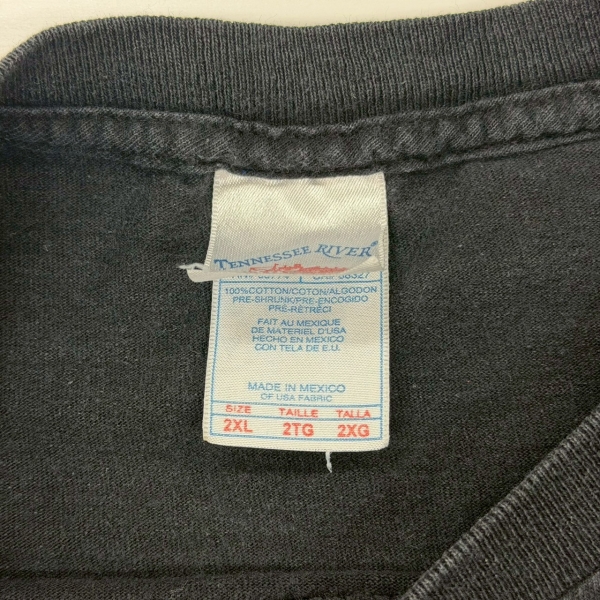 TENNESSEE RIVER®
100%COTTON/COTON/ALGODON
PRE-SHRUNK/PRE-ENCOGIDO
PRE-RÉTRÉCI
FAIT AU MEXIQUE
DE MATERIEL D'USA
HECHO EN MEXICO
CON TELA DE E.U.
MADE IN MEXICO
OF USA FABRIC
SIZE TAILLE TALLA
2XL 2TG 2XG